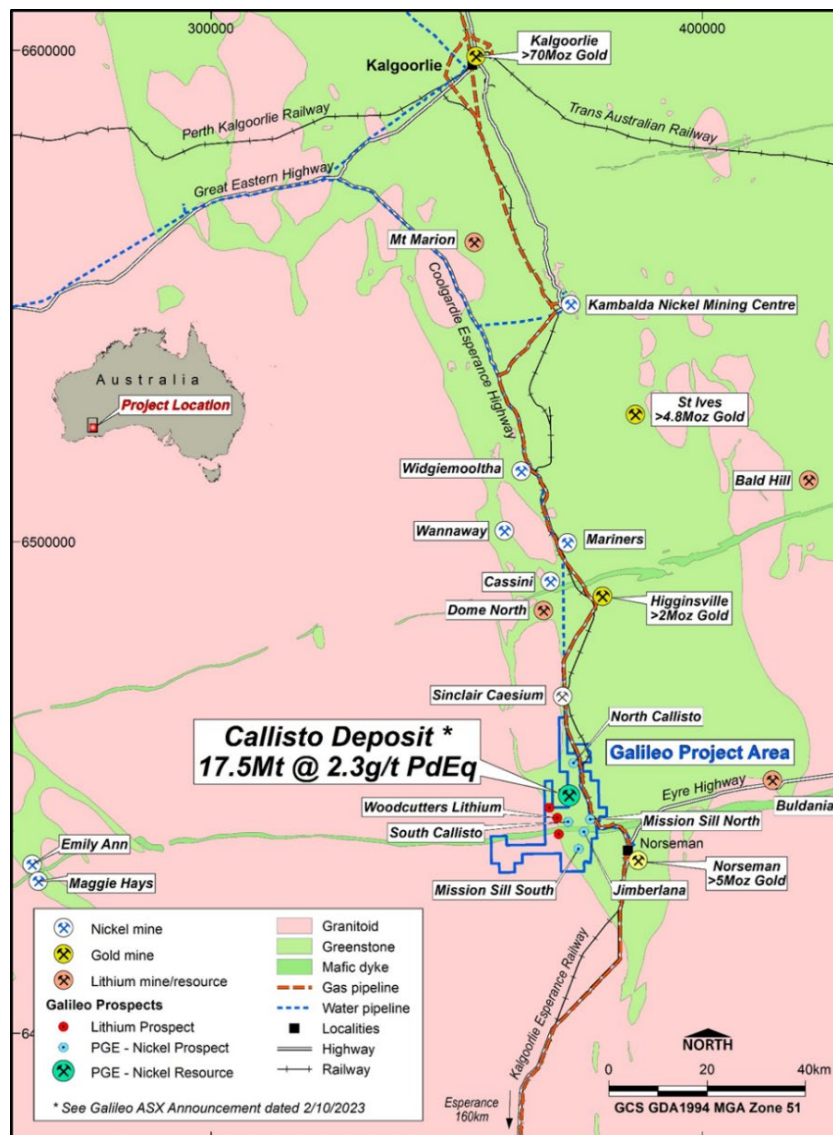 300000
400000
6600000
Kalgoorlie
Kalgoorlie
>70Moz Gold
Perth Kalgoorlie Railway
Trans Australian Railway
Great Eastern Highway
Mt Marion
Coolgardie Esperance Highway
Kambalda Nickel Mining Centre
Australia
Project Location
St Ives
>4.8Moz Gold
Widgiemooltha
Bald Hill
Wannaway
6500000
Mariners
Cassini
Dome North
Higginsville
>2Moz Gold
Sinclair Caesium
North Callisto
Callisto Deposit *
17.5Mt @ 2.3g/t PdEq
Galileo Project Area
Eyre Highway
Woodcutters Lithium
Buldania
South Callisto
Mission Sill North
Emily Ann
Norseman
Maggie Hays
Mission Sill South
Jimberlana
Norseman
>5Moz Gold
Nickel mine
Gold mine
Lithium mine/resource
Galileo Prospects
Lithium Prospect
PGE - Nickel Prospect
PGE - Nickel Resource
Granitoid
Greenstone
Mafic dyke
Gas pipeline
Water pipeline
Localities
Highway
Railway
* See Galileo ASX Announcement dated 2/10/2023
64
Kalgoorlie Esperance Railway
Esperance
160km
NORTH
0 20 40km
GCS GDA1994 MGA Zone 51